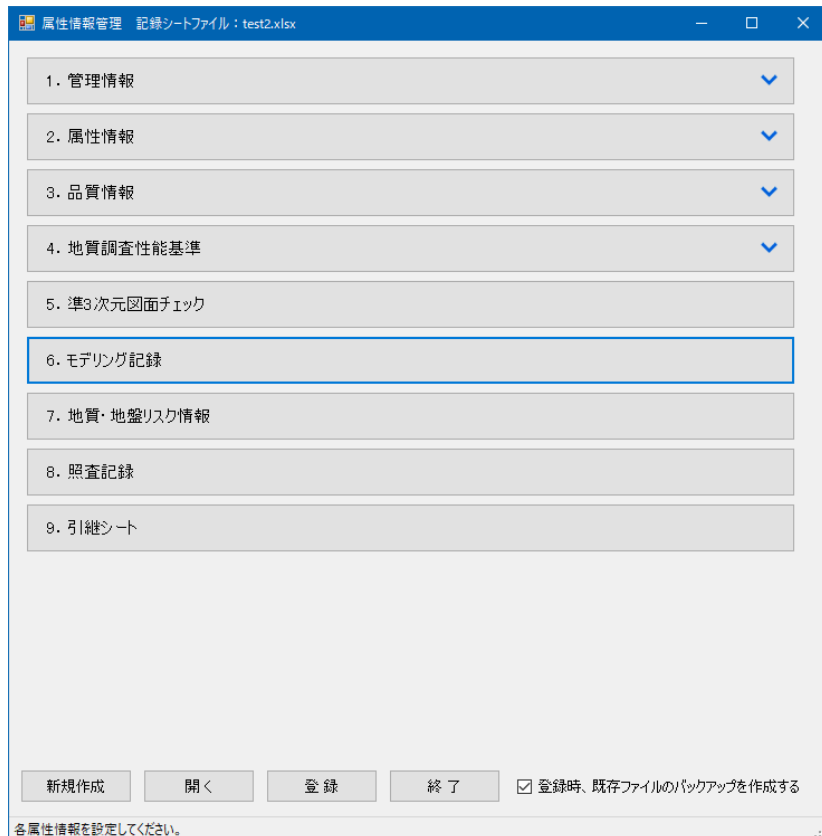 属性情報管理　記録シートファイル：test2.xlsx
1. 管理情報
2. 属性情報
3. 品質情報
4. 地質調査性能基準
5. 準3次元図面チェック
6. モデリング記録
7. 地質・地盤リスク情報
8. 照査記録
9. 引継シート
新規作成 開く 登録 終了 登録時、既存ファイルのバックアップを作成する
各属性情報を設定してください。